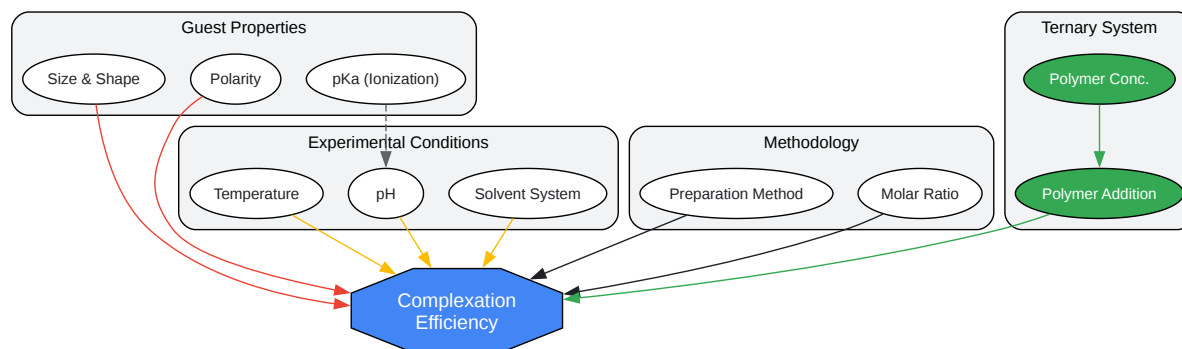 Guest Properties
Ternary System
Size & Shape
Polarity
pKa (Ionization)
Polymer Conc.
Experimental Conditions
Methodology
Temperature
pH
Solvent System
Preparation Method
Molar Ratio
Polymer Addition
Complexation
Efficiency